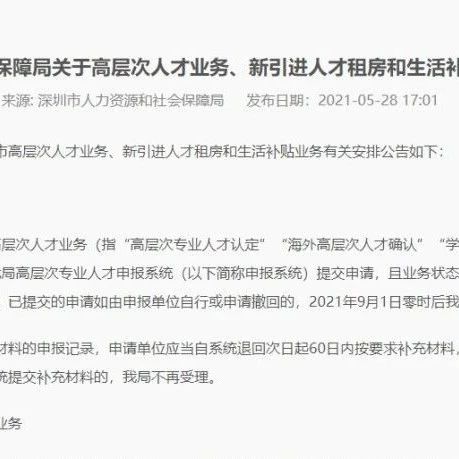 保障局关于高层次人才业务、新引进人才租房和生活补
来源: 深圳市人力资源和社会保障局 发布日期：2021-05-28 17:01
市高层次人才业务、新引进人才租房和生活补贴业务有关安排公告如下：
层次人才业务（指“高层次专业人才认定”“海外高层次人才确认”“学
局高层次专业人才申报系统（以下简称申报系统）提交申请，且业务状态
已提交的申请如由申报单位自行或申请撤回的，2021年9月1日零时后我
材料的申报记录，申请单位应当自系统退回次日起60日内按要求补充材料，
统提交补充材料的，我局不再受理。
业务